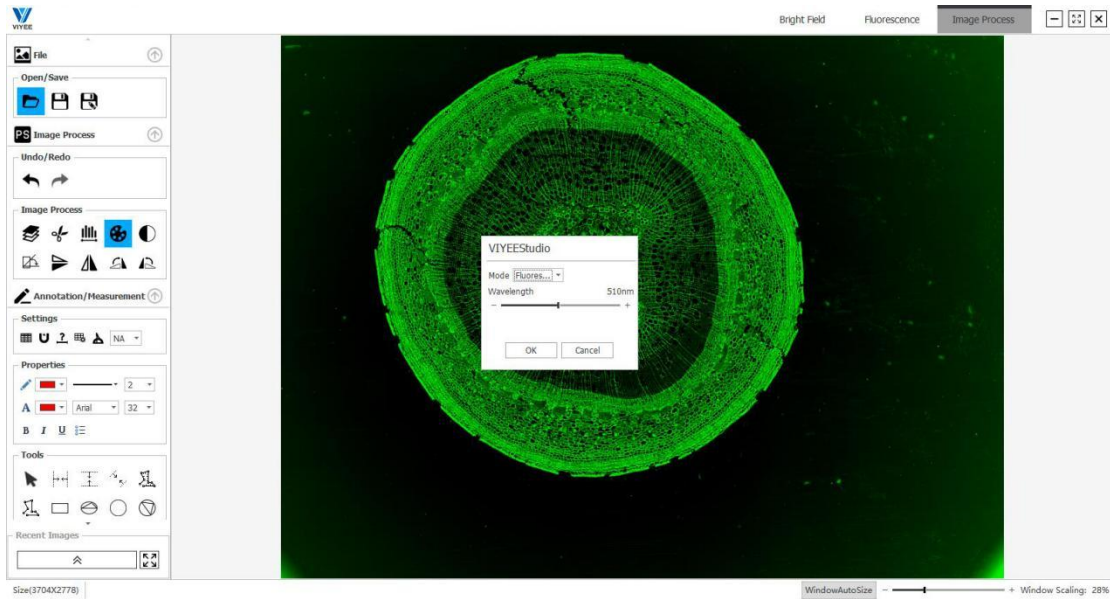 VIYEE
Bright Field
Fluorescence
Image Process
File
Open/Save
PS Image Process
Undo/Redo
Image Process
Annotation/Measurement
Settings
NA
Properties
2
A Arial 32
B I U
Tools
Recent Images
VIYEEStudio
Mode Fluores...
Wavelength 510nm
OK Cancel
Size(3704X2778)
WindowAutoSize
Window Scaling: 28%